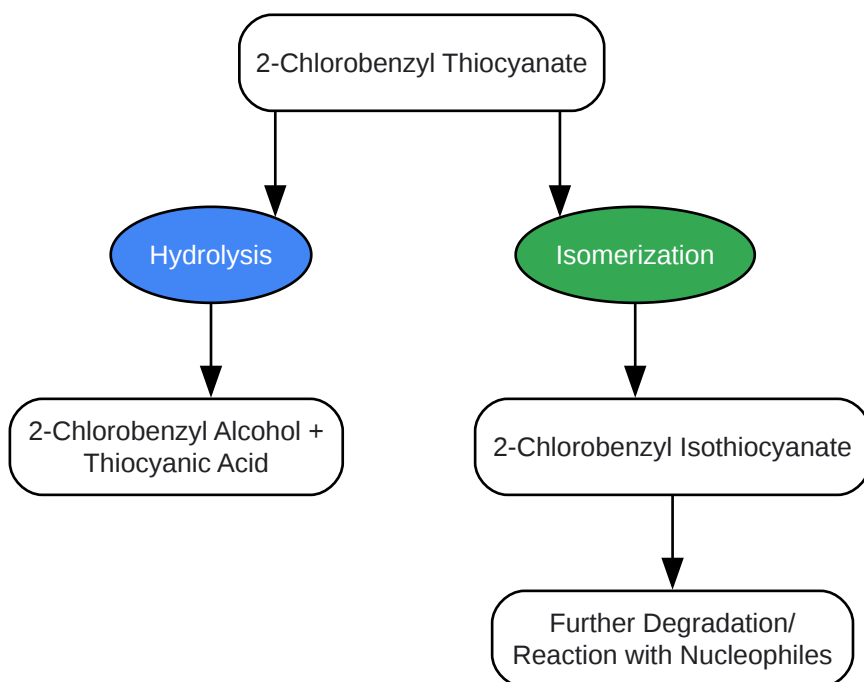 2-Chlorobenzyl Thiocyanate
Hydrolysis
Isomerization
2-Chlorobenzyl Alcohol +
Thiocyanic Acid
2-Chlorobenzyl Isothiocyanate
Further Degradation/
Reaction with Nucleophiles